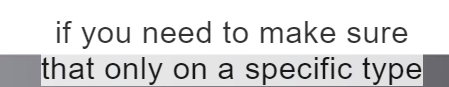 if you need to make sure
that only on a specific type